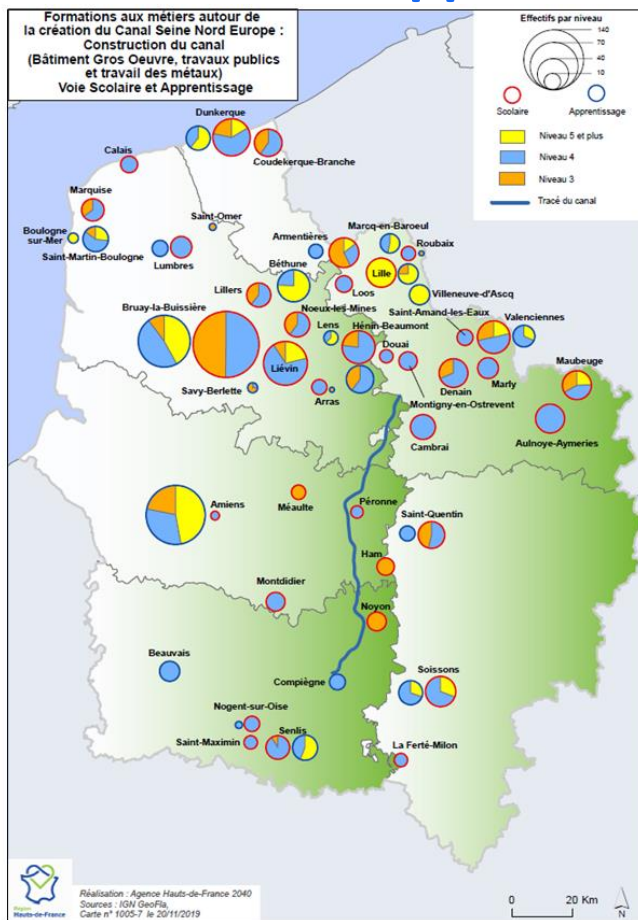 Formations aux métiers autour de
la création du Canal Seine Nord Europe :
Construction du canal
(Bâtiment Gros Oeuvre, travaux publics
et travail des métaux)
Voie Scolaire et Apprentissage
Effectifs par niveau
140
70
40
10
Scolaire
Apprentissage
Niveau 5 et plus
Niveau 4
Niveau 3
Tracé du canal
Dunkerque
Calais
Coudekerque-Branche
Marquise
Saint-Omer
Boulogne
sur-Mer
Saint-Martin-Boulogne
Lumbres
Armentières
Marcq-en-Baroeul
Roubaix
Lille
Béthune
Loos
Villeneuve-d'Ascq
Lillers
Saint-Amand-les-Eaux
Noeux-les-Mines
Valenciennes
Bruay-la-Buissière
Lens
Hénin-Beaumont
Douai
Maubeuge
Liévin
Denain
Marly
Savy-Berlette
Arras
Montigny-en-Ostrevent
Cambrai
Aulnoye-Aymeries
Amiens
Méaulte
Péronne
Saint-Quentin
Ham
Montdidier
Noyon
Beauvais
Compiègne
Soissons
Nogent-sur-Oise
Senlis
Saint-Maximin
La Ferté-Milon
Région
Hauts-de-France
Réalisation : Agence Hauts-de-France 2040
Sources : IGN GeoFla,
Carte n° 1005-7 le 20/11/2019
0
20 Km
N